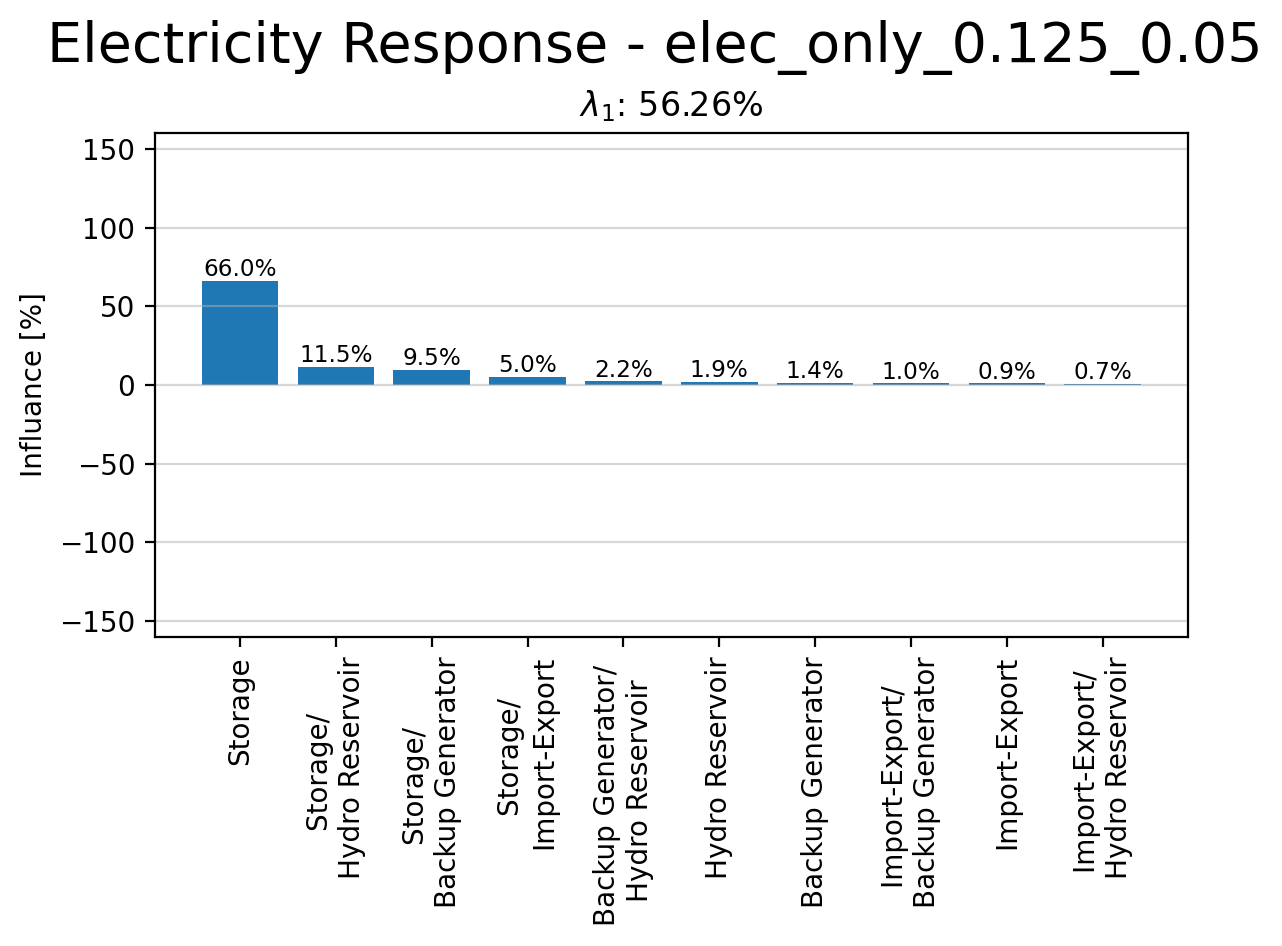 Electricity Response - elec_only_0.125_0.05
λ₁: 56.26%
Influance [%]
150
100
50
0
−50
−100
−150
66.0%
11.5%
9.5%
5.0%
2.2%
1.9%
1.4%
1.0%
0.9%
0.7%
Storage
Storage/
Hydro Reservoir
Storage/
Backup Generator
Storage/
Import-Export
Backup Generator/
Hydro Reservoir
Hydro Reservoir
Backup Generator
Import-Export/
Backup Generator
Import-Export
Import-Export/
Hydro Reservoir